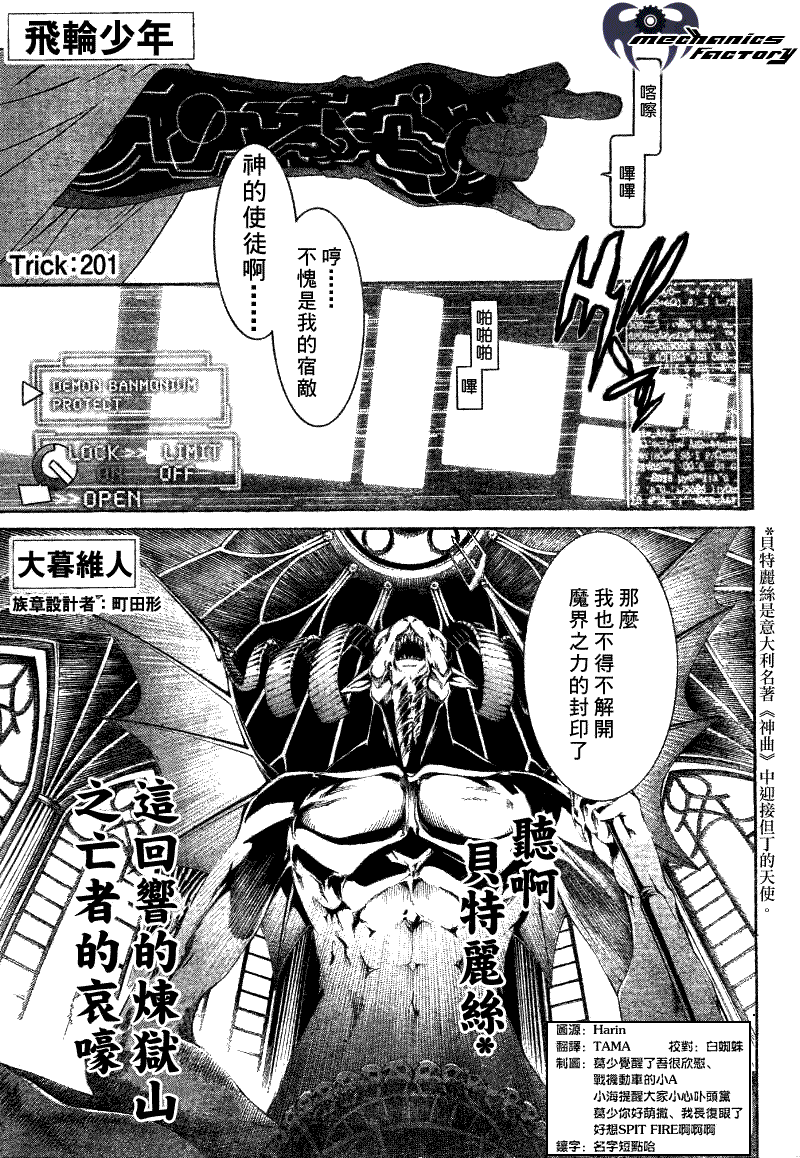 飛輪少年
mechanics
Factory
喀嚓
嗶嗶
神的使徒啊……
哼……
不愧是我的宿敵
Trick:201
啪啪啪
嗶
DEMON BANMONIUM
PROTECT
LOCK>> LIMIT
ON OFF
>>OPEN
大暮維人
族章設計者：町田形
那麼
我也不得不解開
魔界之力的封印了
聽啊
貝特麗絲*
這回響的煉獄山
之亡者的哀嚎
*貝特麗絲是意大利名著《神曲》中迎接但丁的天使。
圖源: Harin
翻譯: TAMA 校對: 白蜘蛛
制圖: 葛少覺醒了吾很欣慰、
戰機動車的小A
小海提醒大家小心卟頭黨
葛少你好萌撒、我長復眼了
好想SPIT FIRE啊啊啊
鑲字: 名字短點哈